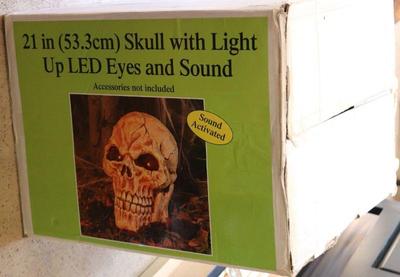 21 in (53.3cm) Skull with Light
Up LED Eyes and Sound
Accessories not included
Sound
Activated